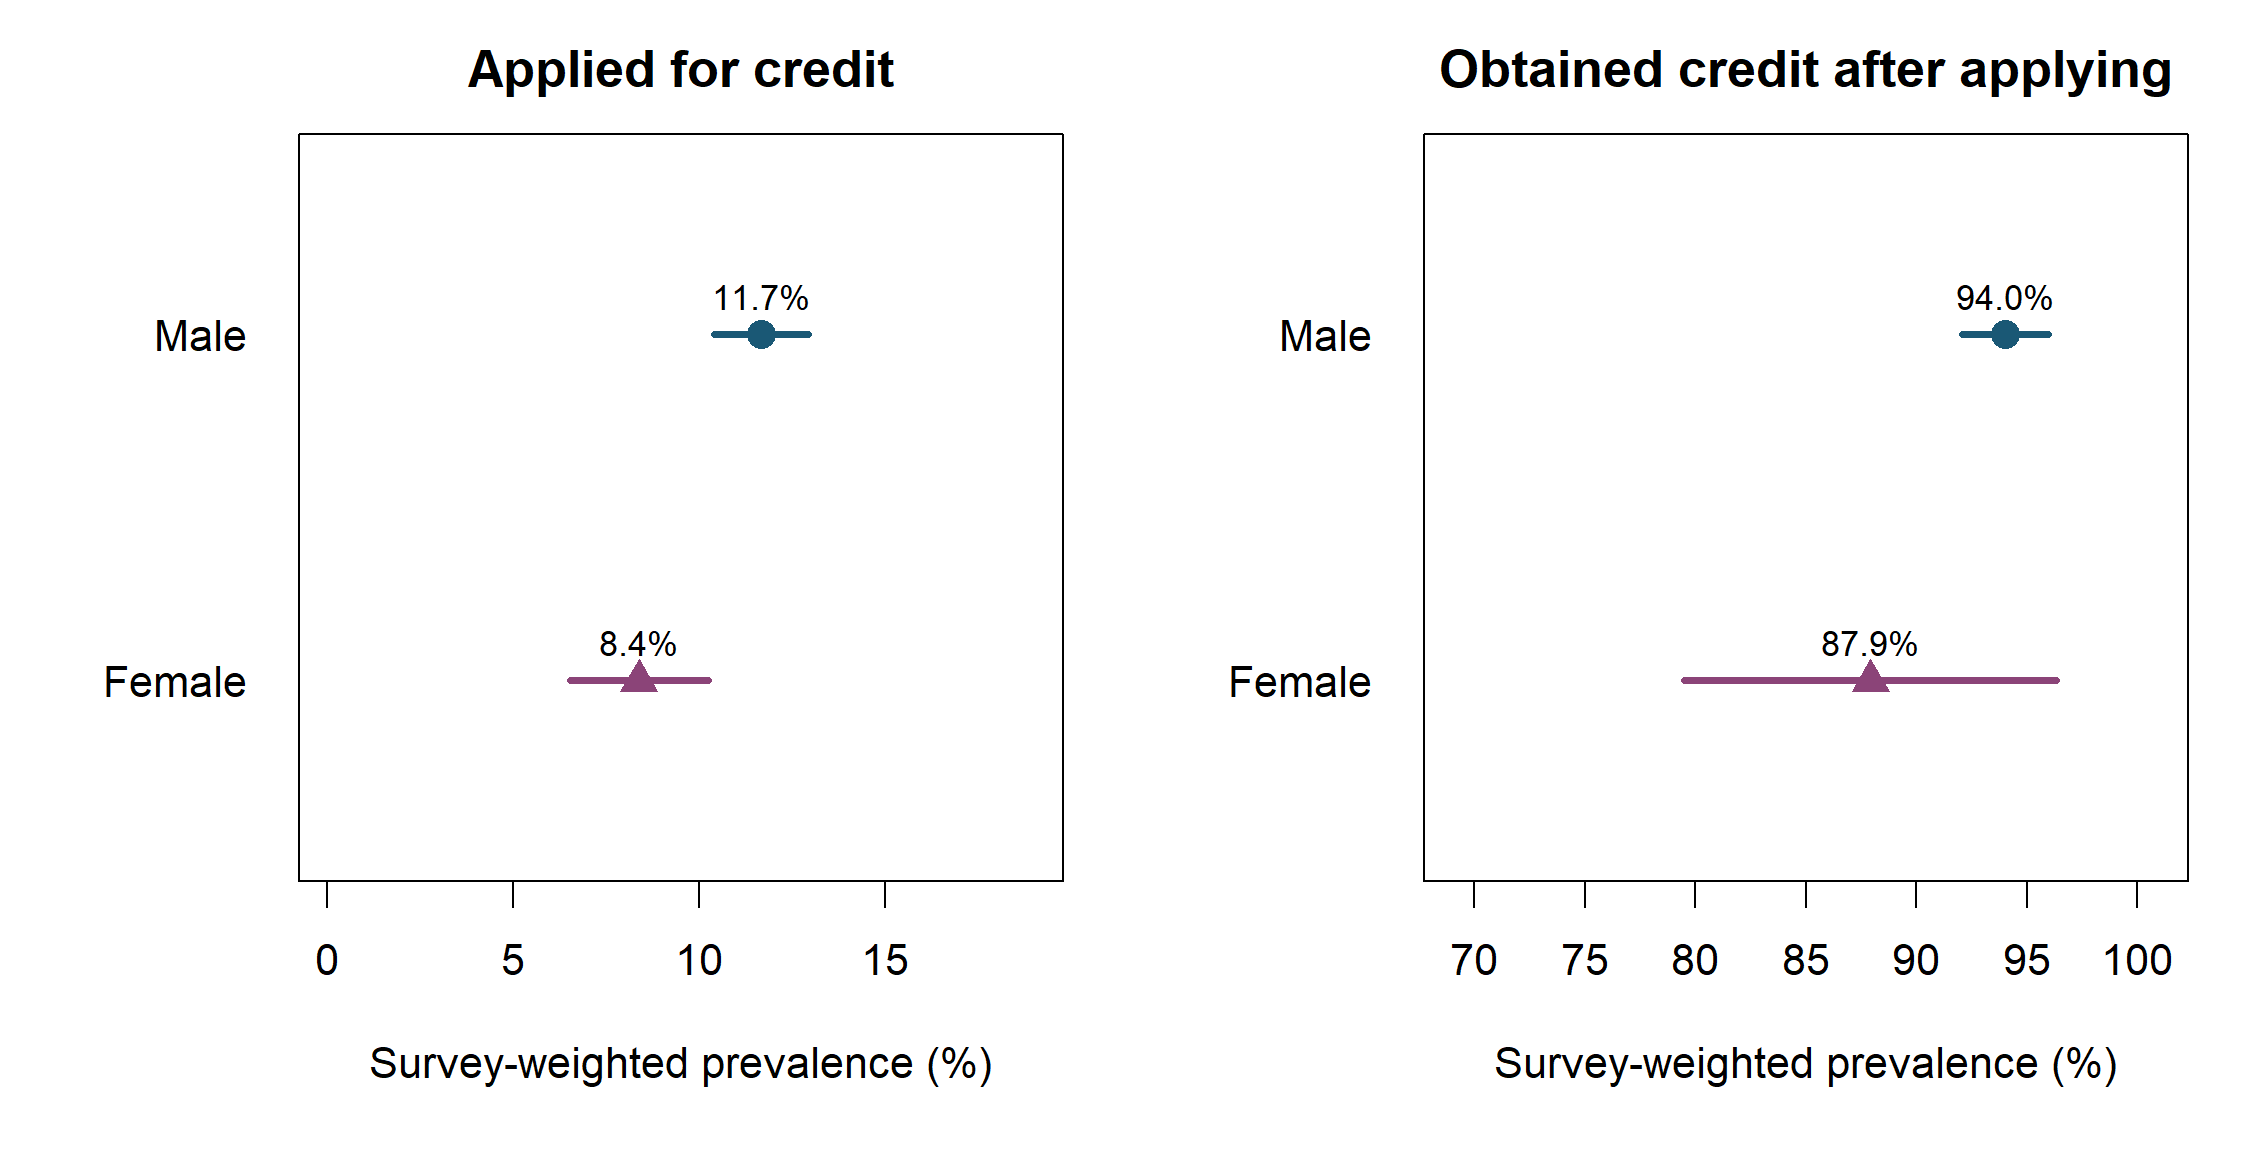 Applied for credit
Male
11.7%
Female
8.4%
0 5 10 15
Survey-weighted prevalence (%)
Obtained credit after applying
Male
94.0%
Female
87.9%
70 75 80 85 90 95 100
Survey-weighted prevalence (%)